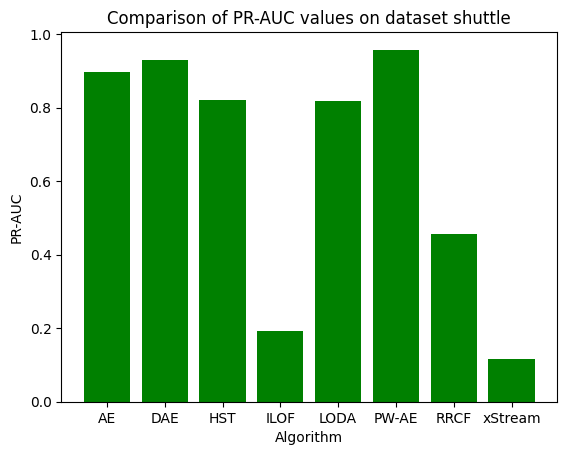 Comparison of PR-AUC values on dataset shuttle
1.0
0.8
0.6
0.4
0.2
0.0
PR-AUC
AE DAE HST ILOF LODA PW-AE RRCF xStream
Algorithm